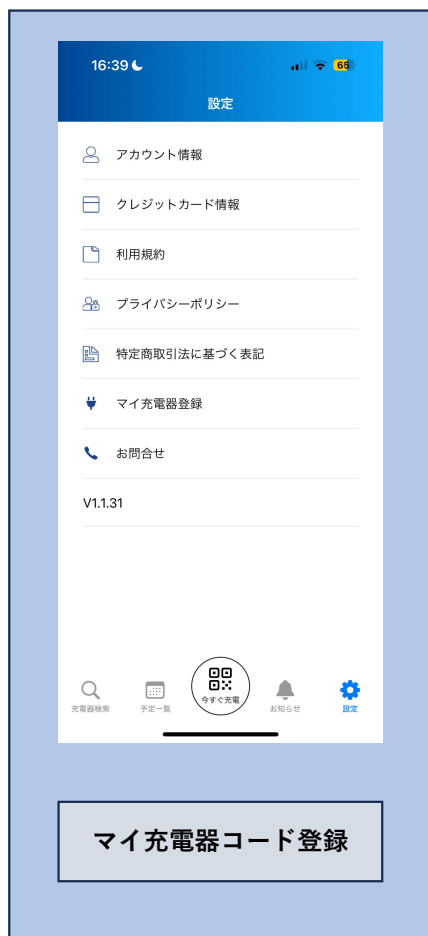 16:39
65
設定
アカウント情報
クレジットカード情報
利用規約
プライバシーポリシー
特定商取引法に基づく表記
マイ充電器登録
お問合せ
V1.1.31
充電器検索
予定一覧
今すぐ充電
お知らせ
設定
マイ充電器コード登録